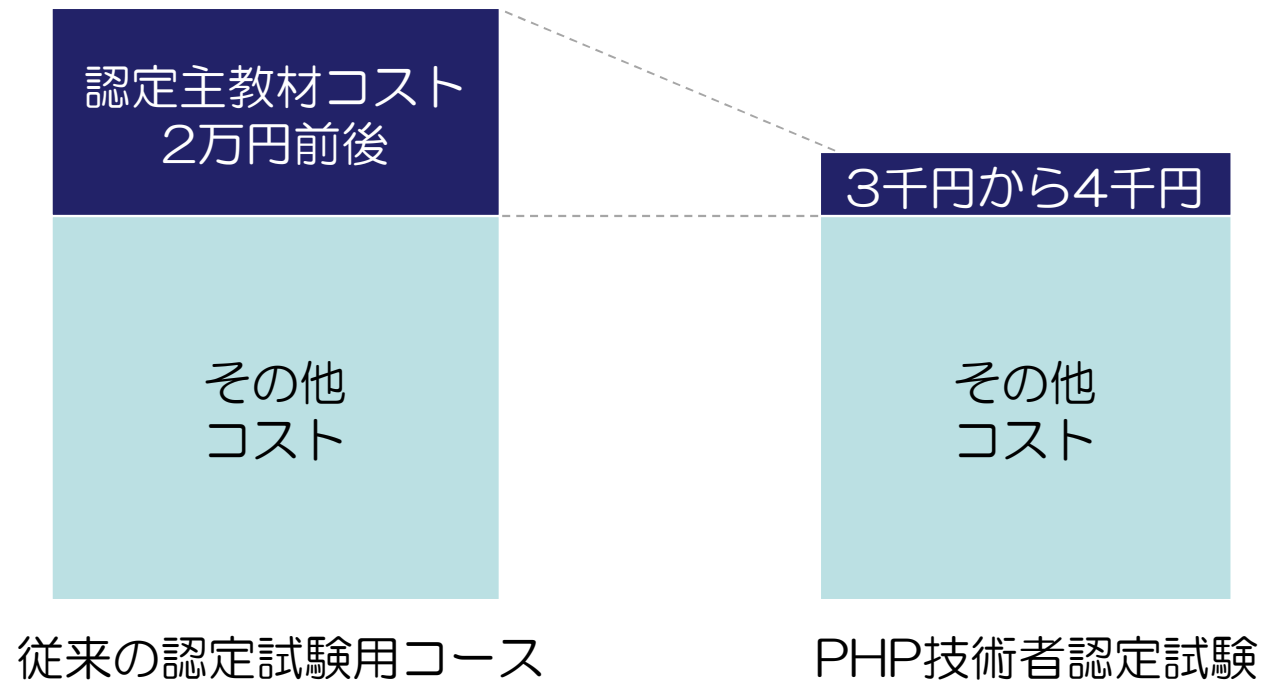 認定主教材コスト
2万円前後
3千円から4千円
その他
コスト
その他
コスト
従来の認定試験用コース
PHP技術者認定試験